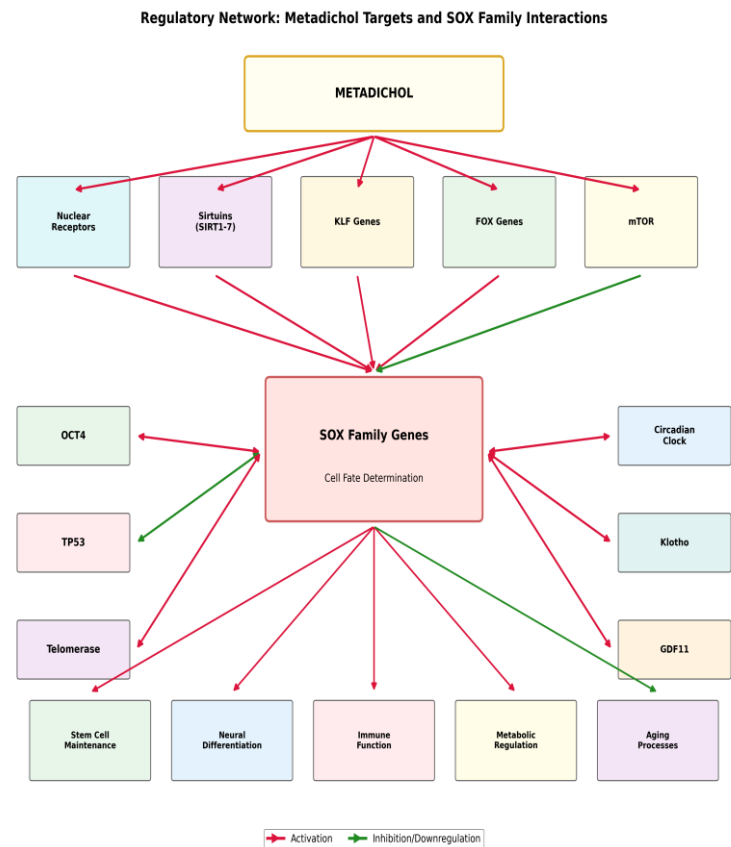 Regulatory Network: Metadichol Targets and SOX Family Interactions
METADICHOL
Nuclear
Receptors
Sirtuins
(SIRT1-7)
KLF Genes
FOX Genes
mTOR
SOX Family Genes
Cell Fate Determination
OCT4
TP53
Telomerase
Circadian
Clock
Klotho
GDF11
Stem Cell
Maintenance
Neural
Differentiation
Immune
Function
Metabolic
Regulation
Aging
Processes
Activation
Inhibition/Downregulation